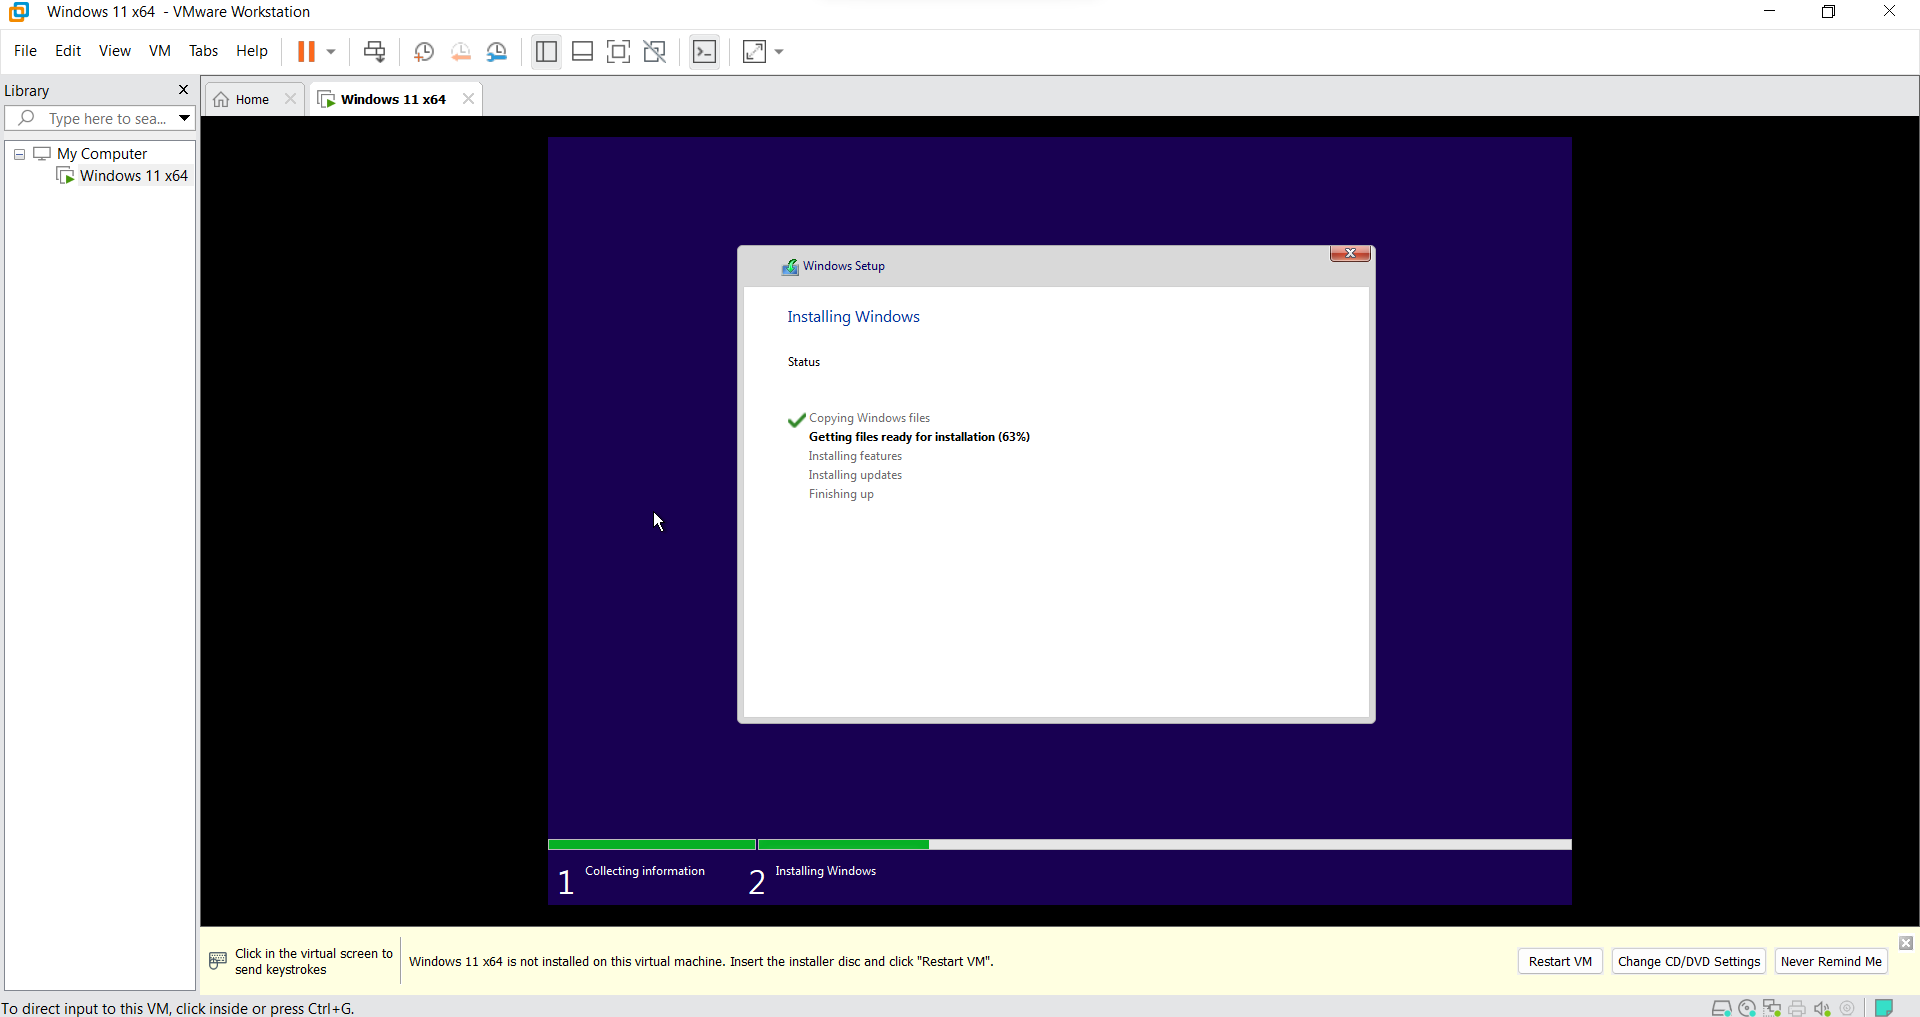 Windows 11 x64 - VMware Workstation
File Edit View VM Tabs Help
Library
Type here to sea...
My Computer
Windows 11 x64
Home
Windows 11 x64
Windows Setup
Installing Windows
Status
Copying Windows files
Getting files ready for installation (63%)
Installing features
Installing updates
Finishing up
1 Collecting information
2 Installing Windows
Click in the virtual screen to
send keystrokes
Windows 11 x64 is not installed on this virtual machine. Insert the installer disc and click "Restart VM".
Restart VM
Change CD/DVD Settings
Never Remind Me
To direct input to this VM, click inside or press Ctrl+G.